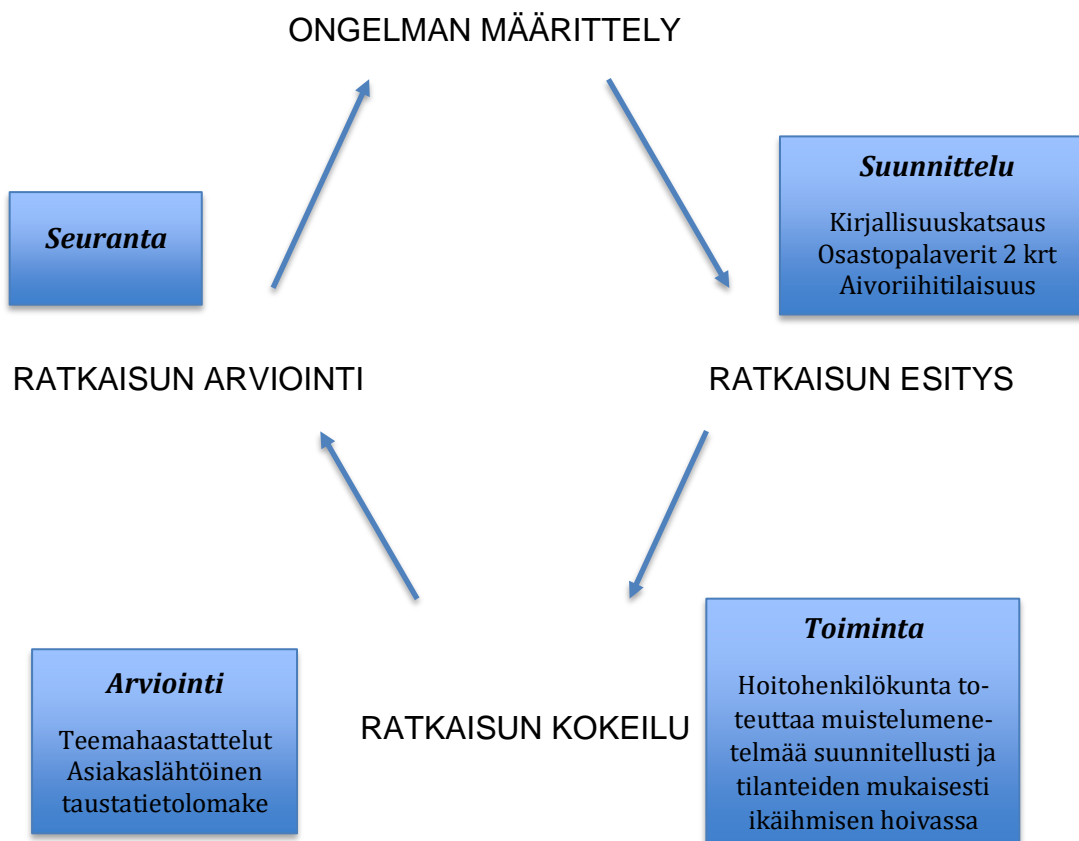 ONGELMAN MÄÄRITTELY
Suunnittelu
Kirjallisuuskatsaus
Osastopalaverit 2 krt
Aivoriihitilaisuus
Seuranta
RATKAISUN ARVIOINTI
RATKAISUN ESITYS
Toiminta
Hoitohenkilökunta to-
teuttaa muistelumene-
telmää suunnitellusti ja
tilanteiden mukaisesti
ikäihmisen hoivassa
Arviointi
Teemahaastattelut
Asiakaslähtöinen
taustatietolomake
RATKAISUN KOKEILU